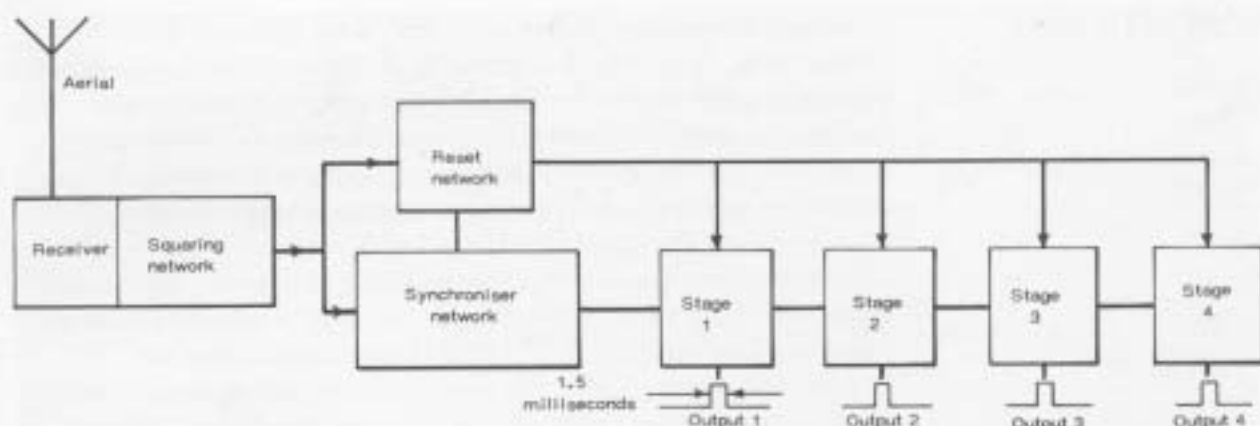 Aerial
Reset
network
Receiver
Squaring
network
Synchroniser
network
Stage
1
Stage
2
Stage
3
Stage
4
1.5
milliseconds
Output 1
Output 2
Output 3
Output 4